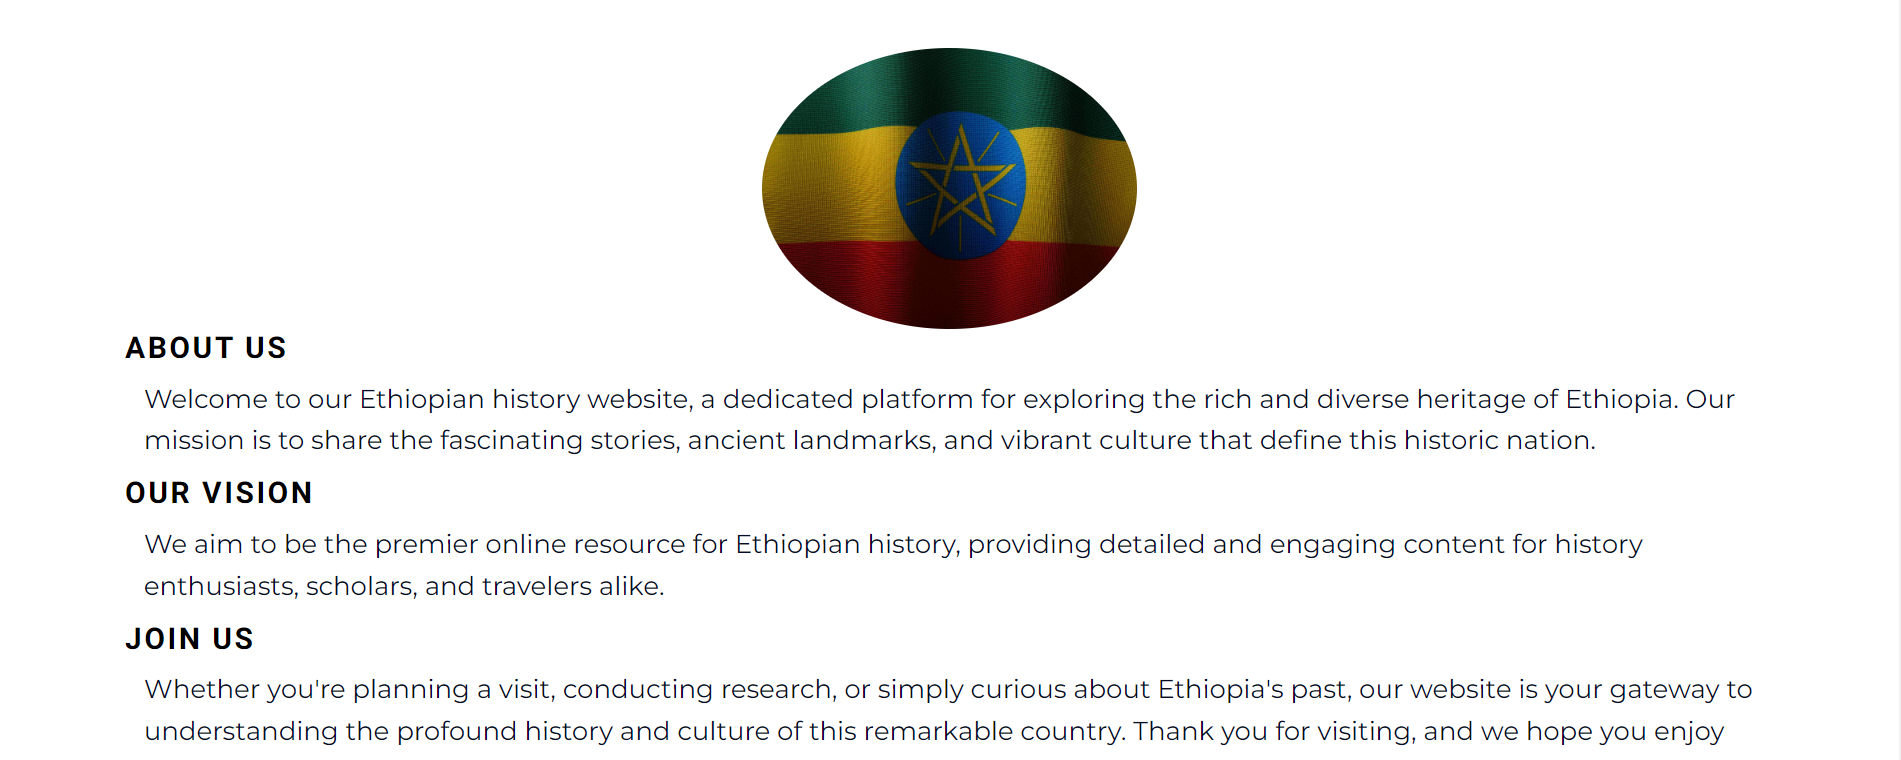 ABOUT US
Welcome to our Ethiopian history website, a dedicated platform for exploring the rich and diverse heritage of Ethiopia. Our
mission is to share the fascinating stories, ancient landmarks, and vibrant culture that define this historic nation.
OUR VISION
We aim to be the premier online resource for Ethiopian history, providing detailed and engaging content for history
enthusiasts, scholars, and travelers alike.
JOIN US
Whether you're planning a visit, conducting research, or simply curious about Ethiopia's past, our website is your gateway to
understanding the profound history and culture of this remarkable country. Thank you for visiting, and we hope you enjoy